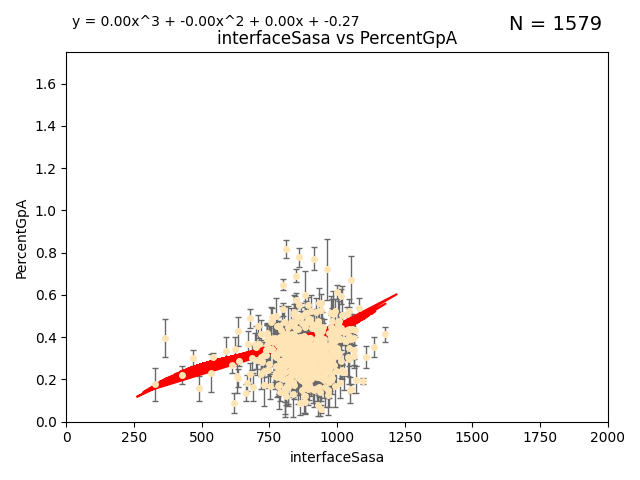 y = 0.00x^3 + -0.00x^2 + 0.00x + -0.27
N = 1579
interfaceSasa vs PercentGpA
PercentGpA
1.6
1.4
1.2
1.0
0.8
0.6
0.4
0.2
0.0
0 250 500 750 1000 1250 1500 1750 2000
interfaceSasa